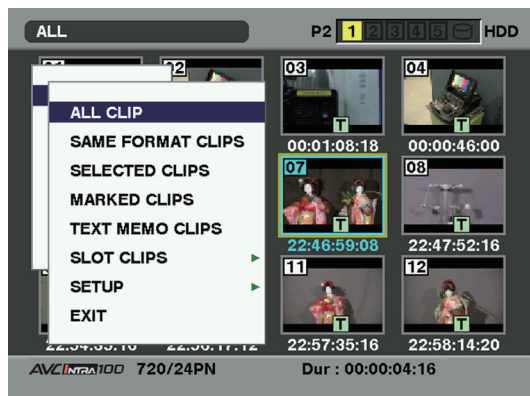 ALL
P2 1 2 3 4 5 HDD
02 03 04
ALL CLIP
SAME FORMAT CLIPS
SELECTED CLIPS
MARKED CLIPS
TEXT MEMO CLIPS
SLOT CLIPS
SETUP
EXIT
T T
00:01:08:18 00:00:46:00
07 08
T T
22:46:59:08 22:47:52:16
11 12
T T
22:57:35:16 22:58:14:20
AVC INTRA 100 720/24PN Dur : 00:00:04:16